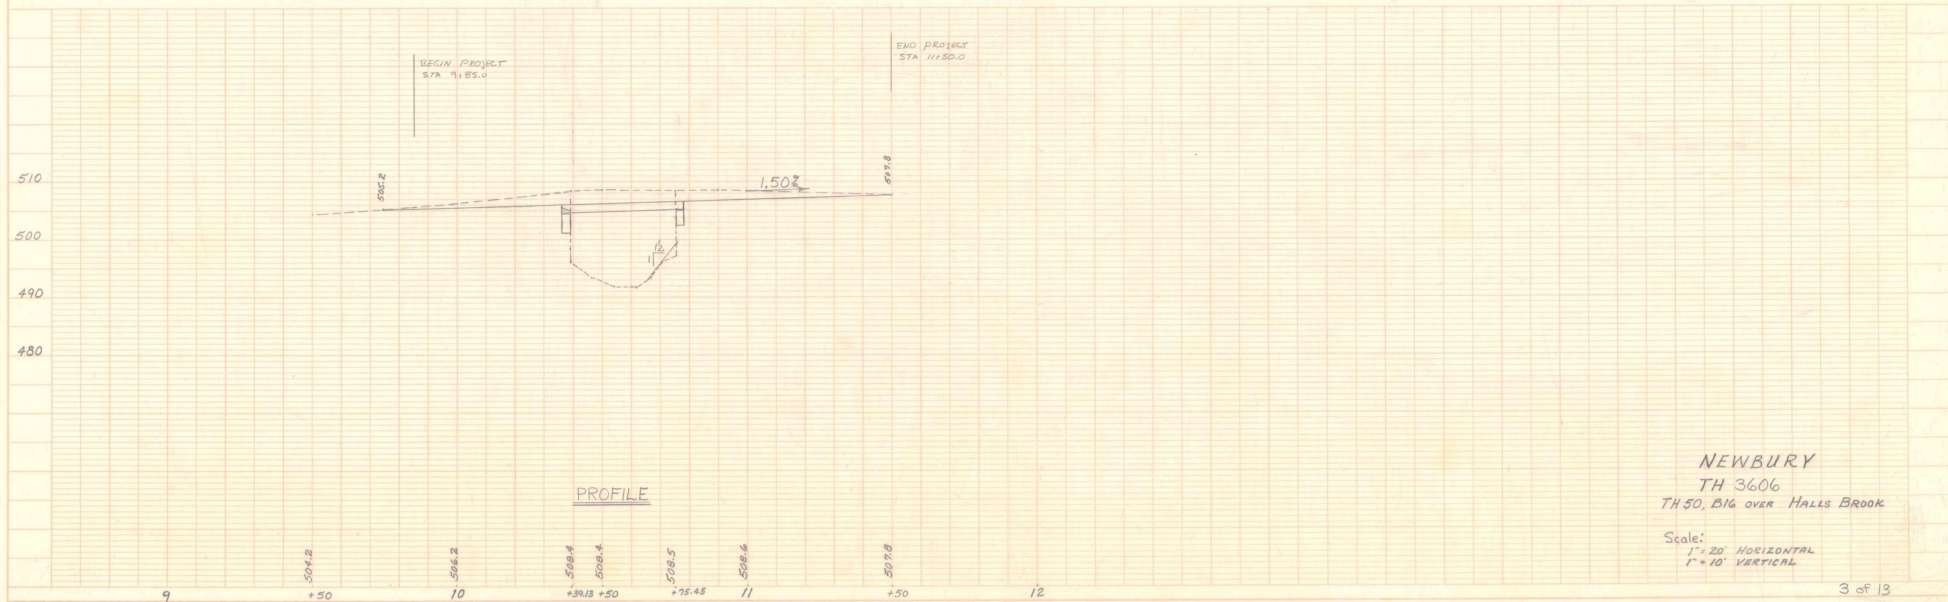 BEGIN PROJECT
STA 9+85.0
END PROJECT
STA 11+50.0
510
500
490
480
505.2
507.8
1.50%
1½
1
PROFILE
NEWBURY
TH 3606
TH 50, B16 OVER HALLS BROOK
Scale:
1" = 20' HORIZONTAL
1" = 10' VERTICAL
504.2
506.2
508.4
508.4
508.5
508.6
507.8
9
+50
10
+39.13
+50
+75.45
11
+50
12
3 of 13